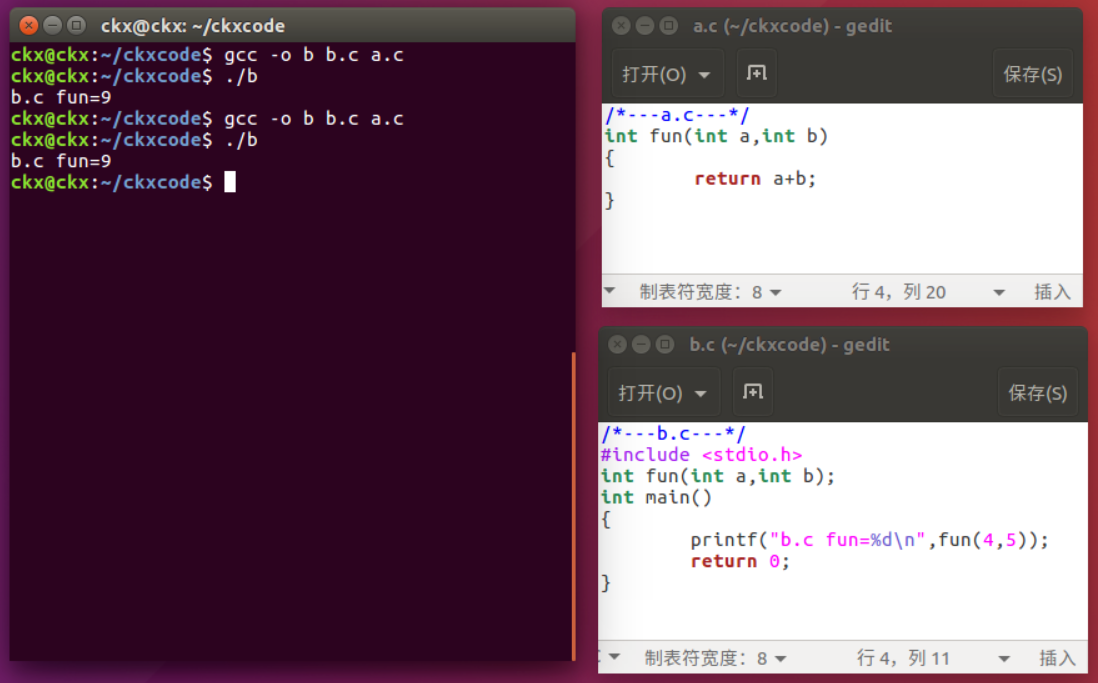 ckx@ckx: ~/ckxcode
ckx@ckx:~/ckxcode$ gcc -o b b.c a.c
ckx@ckx:~/ckxcode$ ./b
b.c fun=9
ckx@ckx:~/ckxcode$ gcc -o b b.c a.c
ckx@ckx:~/ckxcode$ ./b
b.c fun=9
ckx@ckx:~/ckxcode$
a.c (~/ckxcode) - gedit
打开(O) 保存(S)
/*---a.c---*/
int fun(int a,int b)
{
        return a+b;
}
制表符宽度: 8 行 4，列 20 插入
b.c (~/ckxcode) - gedit
打开(O) 保存(S)
/*---b.c---*/
#include <stdio.h>
int fun(int a,int b);
int main()
{
        printf("b.c fun=%d\n",fun(4,5));
        return 0;
}
制表符宽度: 8 行 4，列 11 插入